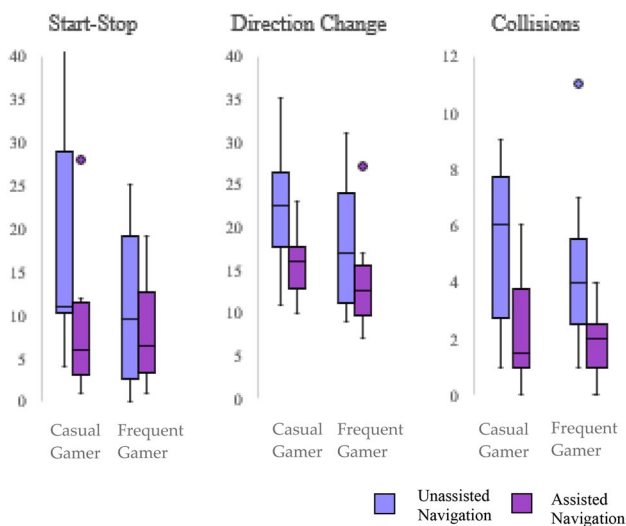 Start-Stop
Direction Change
Collisions
40
35
30
25
20
15
10
5
0
Casual
Gamer
Frequent
Gamer
40
35
30
25
20
15
10
5
0
Casual
Gamer
Frequent
Gamer
12
10
8
6
4
2
0
Casual
Gamer
Frequent
Gamer
Unassisted
Navigation
Assisted
Navigation